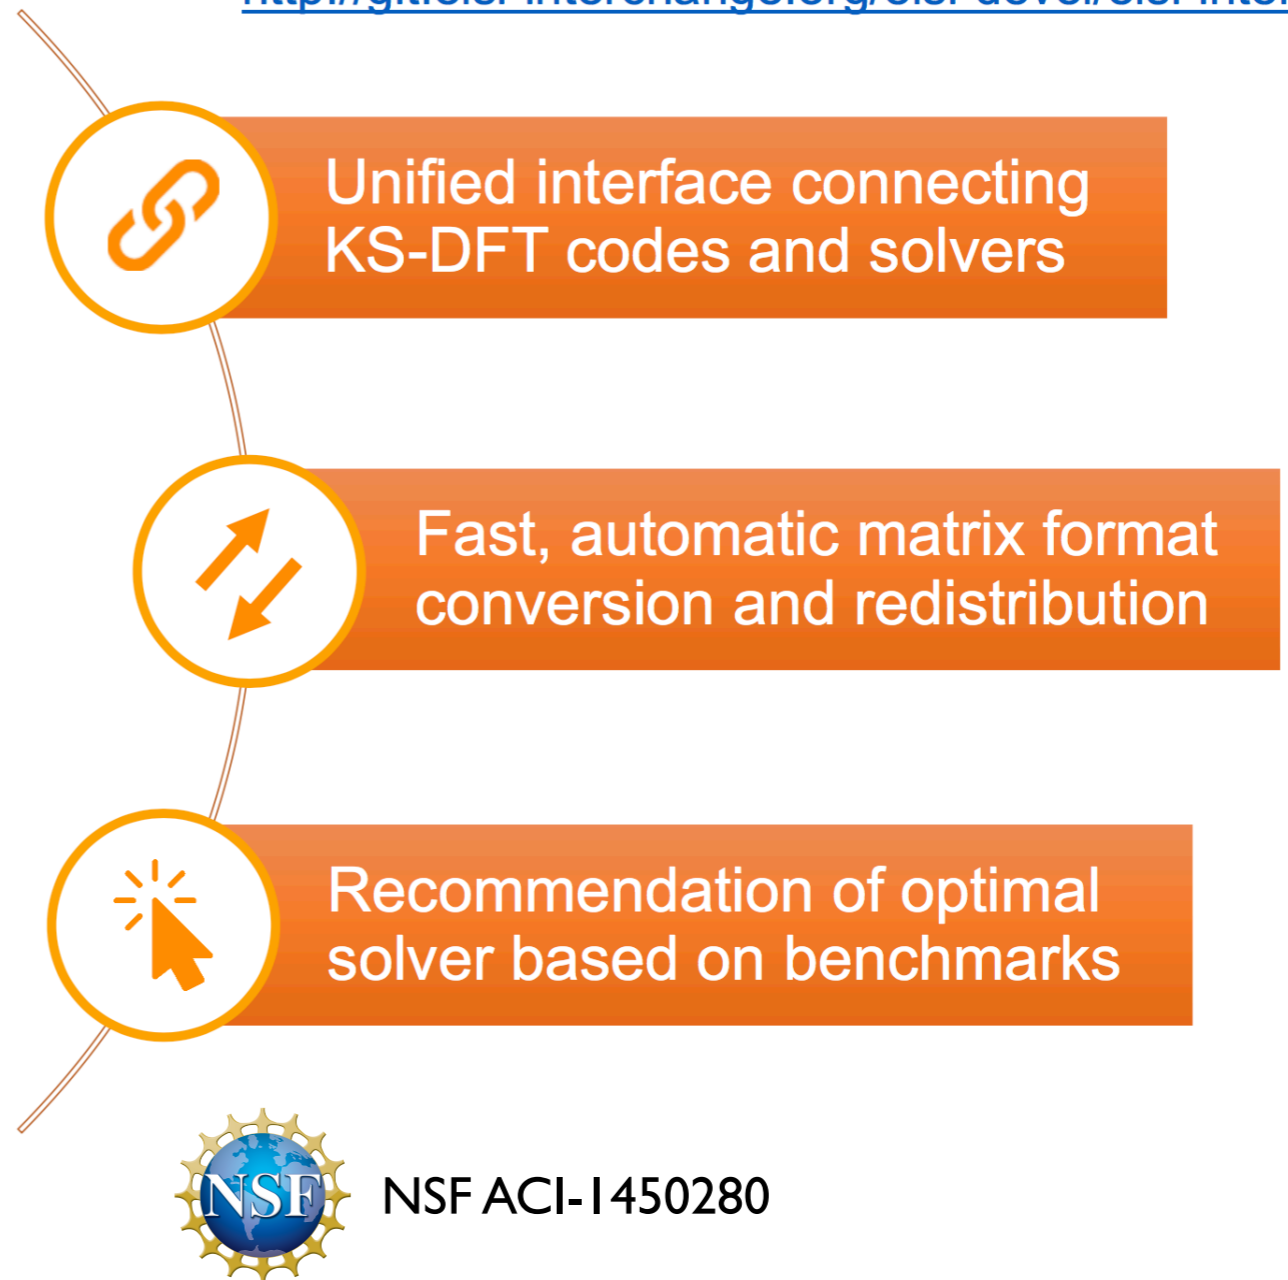 Unified interface connecting
KS-DFT codes and solvers
Fast, automatic matrix format
conversion and redistribution
Recommendation of optimal
solver based on benchmarks
NSF
NSF ACI-1450280